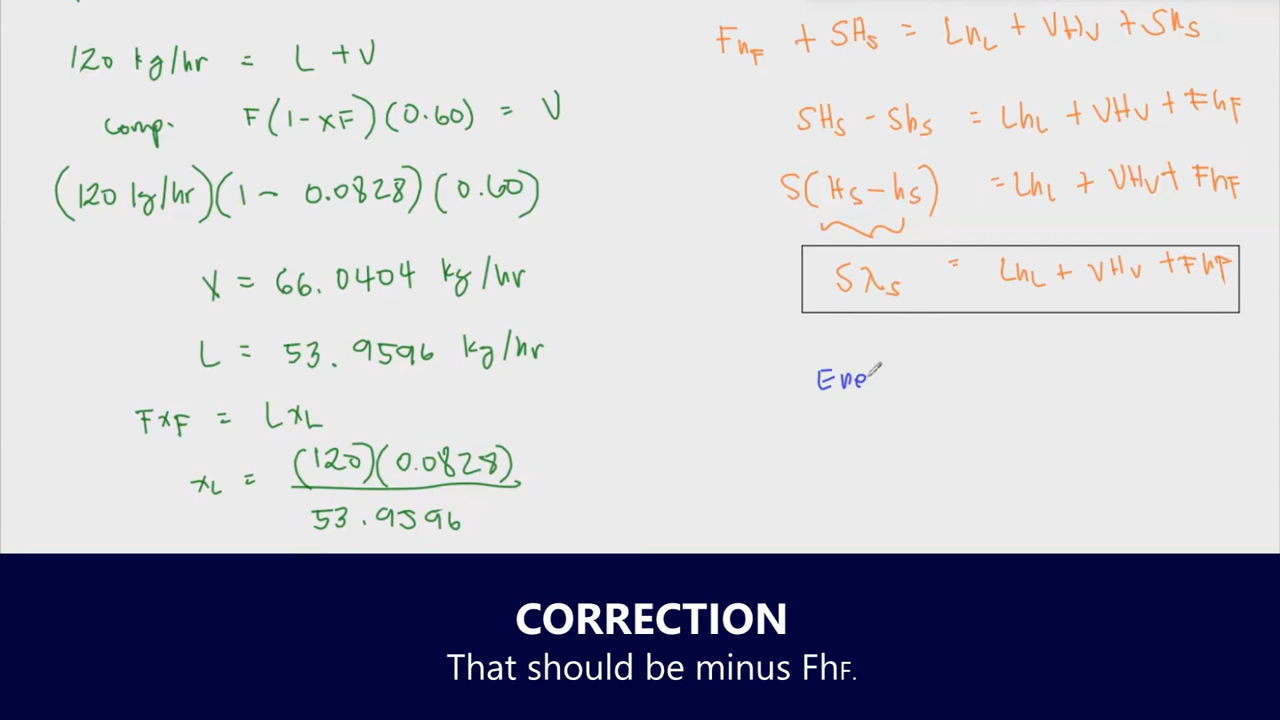 120 kg/hr = L + V
comp. F(1-xF)(0.60) = V
(120 kg/hr)(1 - 0.0828)(0.60)
V = 66.0404 kg/hr
L = 53.9596 kg/hr
FxF = LxL
xL = (120)(0.0828)
53.9596
FhF + SHs = LhL + VHv + Shs
SHs - Shs = LhL + VHv + FhF
S(Hs - hs) = LhL + VHv + FhF
Sλs = LhL + VHv + FhF
Ene
CORRECTION
That should be minus FhF.